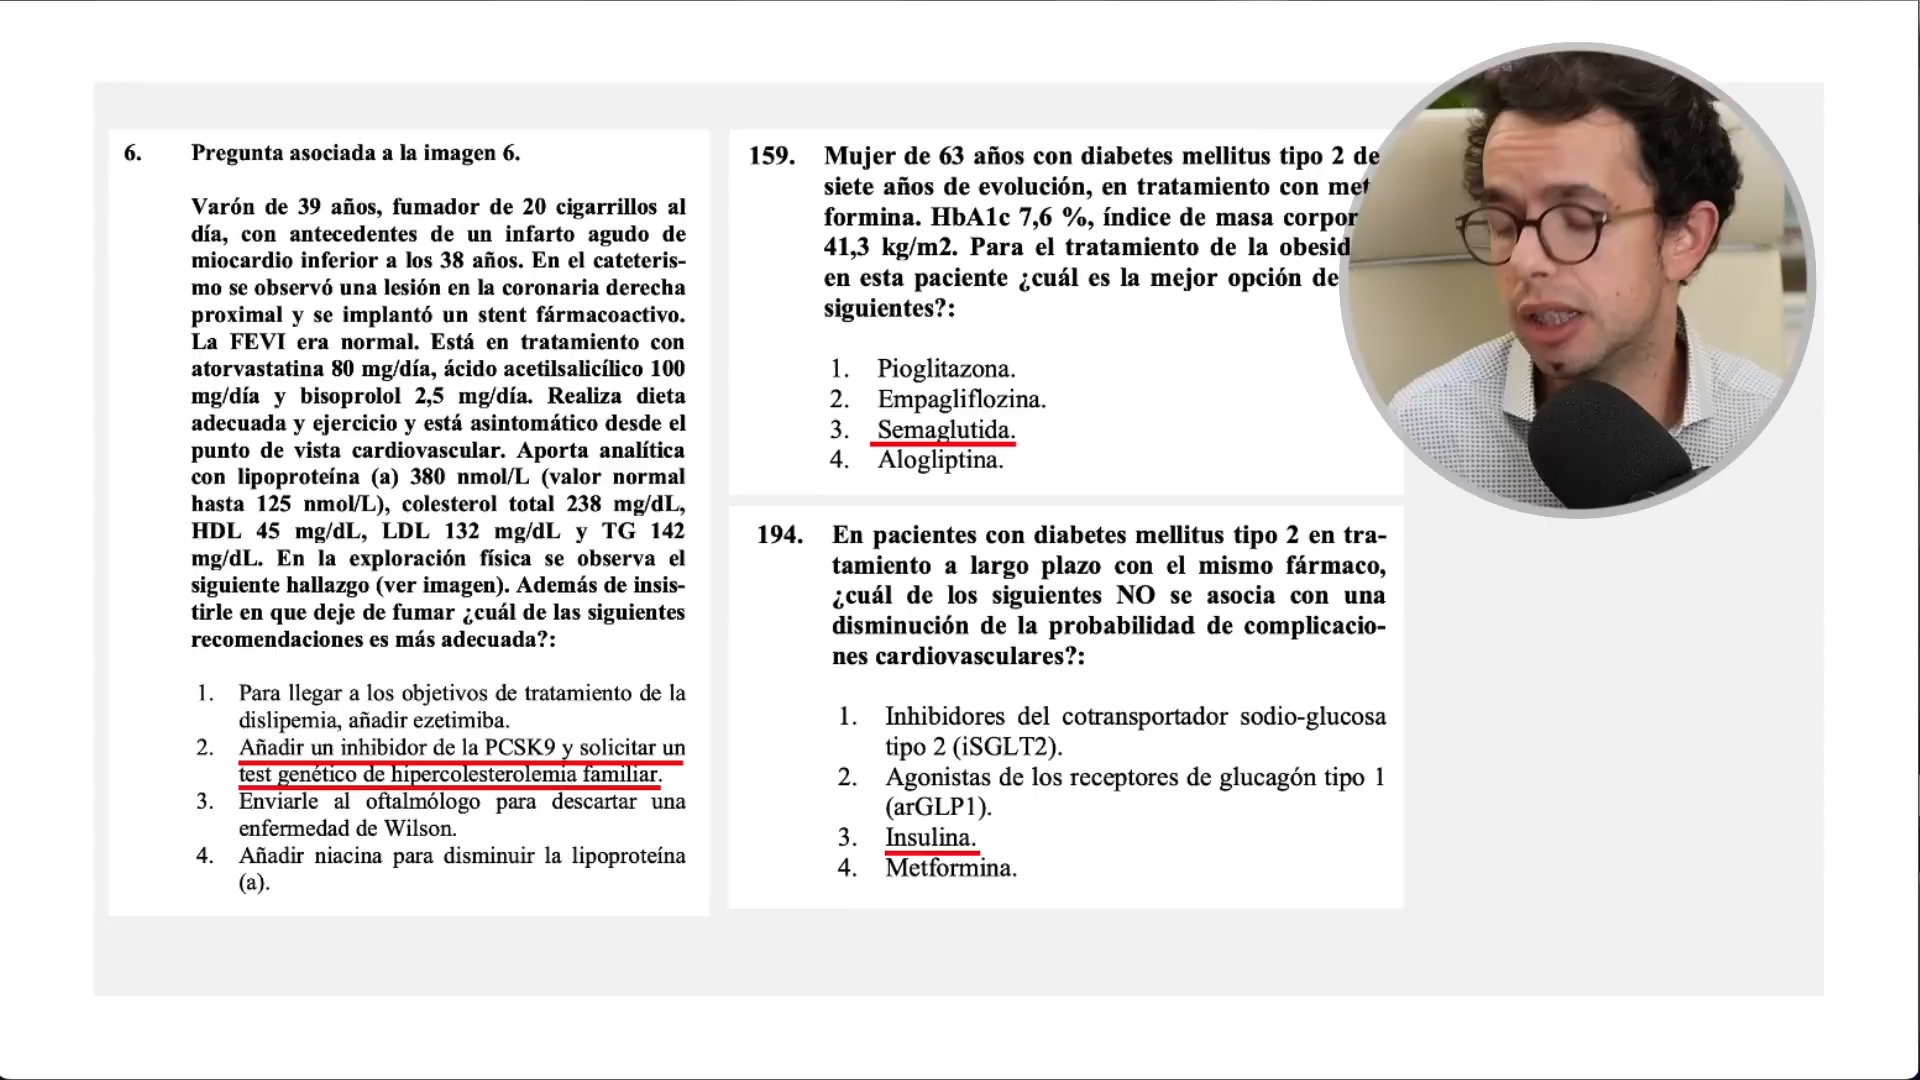 6. Pregunta asociada a la imagen 6.
Varón de 39 años, fumador de 20 cigarrillos al
día, con antecedentes de un infarto agudo de
miocardio inferior a los 38 años. En el cateteris-
mo se observó una lesión en la coronaria derecha
proximal y se implantó un stent fármacoactivo.
La FEVI era normal. Está en tratamiento con
atorvastatina 80 mg/día, ácido acetilsalicílico 100
mg/día y bisoprolol 2,5 mg/día. Realiza dieta
adecuada y ejercicio y está asintomático desde el
punto de vista cardiovascular. Aporta analítica
con lipoproteína (a) 380 nmol/L (valor normal
hasta 125 nmol/L), colesterol total 238 mg/dL,
HDL 45 mg/dL, LDL 132 mg/dL y TG 142
mg/dL. En la exploración física se observa el
siguiente hallazgo (ver imagen). Además de insis-
tirle en que deje de fumar ¿cuál de las siguientes
recomendaciones es más adecuada?:
1. Para llegar a los objetivos de tratamiento de la
dislipemia, añadir ezetimiba.
2. Añadir un inhibidor de la PCSK9 y solicitar un
test genético de hipercolesterolemia familiar.
3. Enviarle al oftalmólogo para descartar una
enfermedad de Wilson.
4. Añadir niacina para disminuir la lipoproteína
(a).
159. Mujer de 63 años con diabetes mellitus tipo 2 de
siete años de evolución, en tratamiento con met
formina. HbA1c 7,6 %, índice de masa corpor
41,3 kg/m2. Para el tratamiento de la obesid
en esta paciente ¿cuál es la mejor opción de
siguientes?:
1. Pioglitazona.
2. Empagliflozina.
3. Semaglutida.
4. Alogliptina.
194. En pacientes con diabetes mellitus tipo 2 en tra-
tamiento a largo plazo con el mismo fármaco,
¿cuál de los siguientes NO se asocia con una
disminución de la probabilidad de complicacio-
nes cardiovasculares?:
1. Inhibidores del cotransportador sodio-glucosa
tipo 2 (iSGLT2).
2. Agonistas de los receptores de glucagón tipo 1
(arGLP1).
3. Insulina.
4. Metformina.